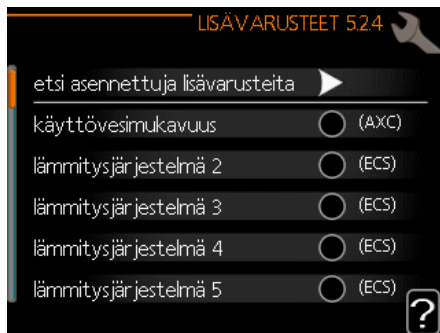 LISÄVARUSTEET 5.2.4
etsi asennettuja lisävarusteita
käyttövesimukavuus (AXC)
lämmitysjärjestelmä 2 (ECS)
lämmitysjärjestelmä 3 (ECS)
lämmitysjärjestelmä 4 (ECS)
lämmitysjärjestelmä 5 (ECS)
?